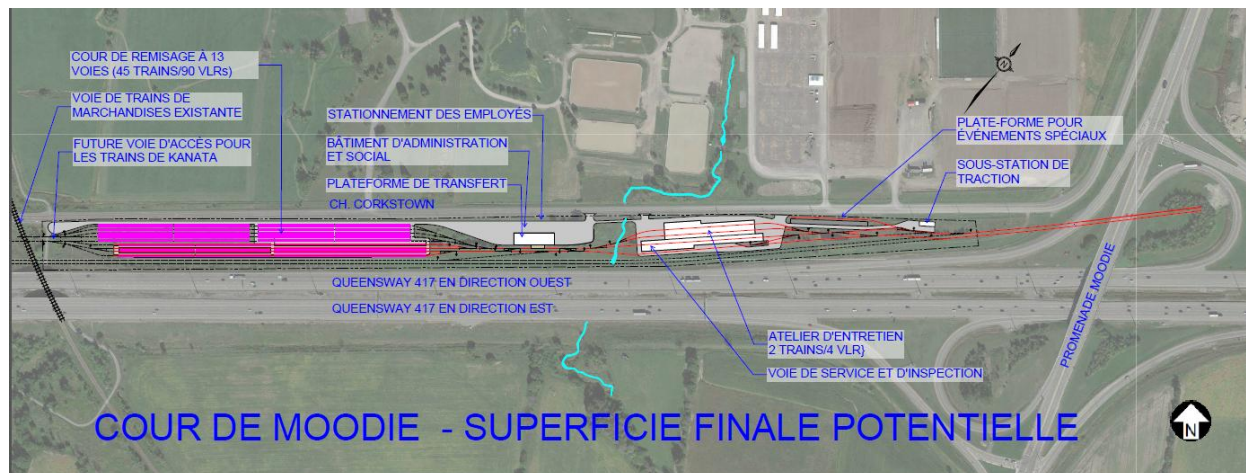 COUR DE REMISAGE À 13
VOIES (45 TRAINS/90 VLRs)
VOIE DE TRAINS DE
MARCHANDISES EXISTANTE
FUTURE VOIE D'ACCÈS POUR
LES TRAINS DE KANATA
STATIONNEMENT DES EMPLOYÉS
BÂTIMENT D'ADMINISTRATION
ET SOCIAL
PLATEFORME DE TRANSFERT
CH. CORKSTOWN
PLATE-FORME POUR
ÉVÉNEMENTS SPÉCIAUX
SOUS-STATION DE
TRACTION
QUEENSWAY 417 EN DIRECTION OUEST
QUEENSWAY 417 EN DIRECTION EST
PROMENADE MOODIE
ATELIER D'ENTRETIEN
2 TRAINS/4 VLR}
VOIE DE SERVICE ET D'INSPECTION
COUR DE MOODIE - SUPERFICIE FINALE POTENTIELLE
N